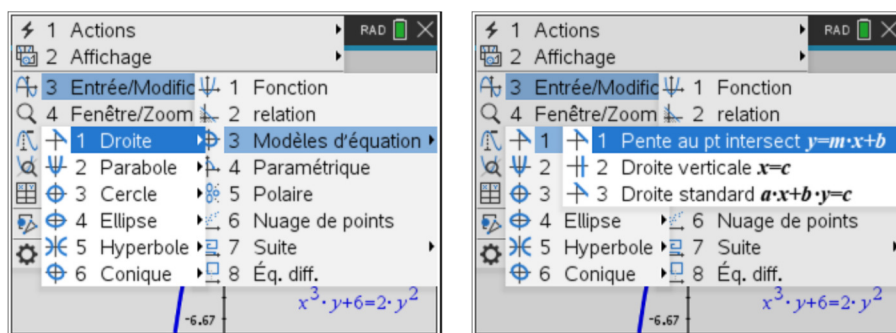 1 Actions
RAD
2 Affichage
3 Entrée/Modific
1 Fonction
4 Fenêtre/Zoom
2 relation
1 Droite
3 Modèles d'équation
2 Parabole
4 Paramétrique
3 Cercle
5 Polaire
4 Ellipse
6 Nuage de points
5 Hyperbole
7 Suite
6 Conique
8 Éq. diff.
x³·y+6=2·y²
-6.67
1 Actions
RAD
2 Affichage
3 Entrée/Modific
1 Fonction
4 Fenêtre/Zoom
2 relation
1
1 Pente au pt intersect y=m·x+b
2
2 Droite verticale x=c
3
3 Droite standard a·x+b·y=c
4 Ellipse
6 Nuage de points
5 Hyperbole
7 Suite
6 Conique
8 Éq. diff.
x³·y+6=2·y²
-6.67